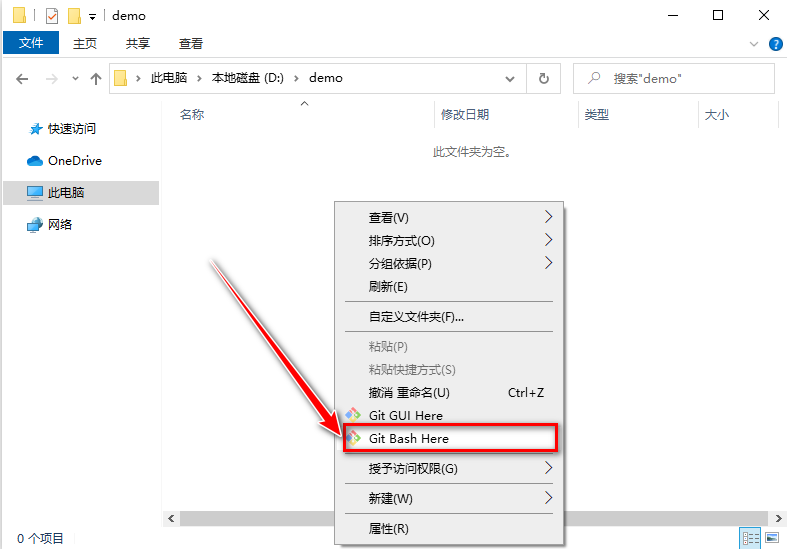 demo
文件 主页 共享 查看
此电脑 本地磁盘 (D:) demo 搜索"demo"
名称 修改日期 类型 大小
快速访问
此文件夹为空。
OneDrive
此电脑
网络
查看(V)
排序方式(O)
分组依据(P)
刷新(E)
自定义文件夹(F)...
粘贴(P)
粘贴快捷方式(S)
撤消 重命名(U) Ctrl+Z
Git GUI Here
Git Bash Here
授予访问权限(G)
新建(W)
属性(R)
0 个项目